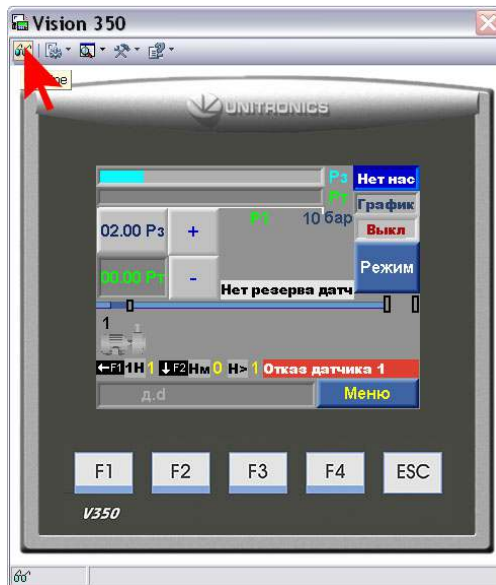 Vision 350
UNITRONICS
Рз Нет нас
Рт График
02.00 Рз + Рт 10 бар Выкл
00.00 Рт - Режим
Нет резерва датч
1
←F1 1Н 1 ↓F2 Нм 0 Н> 1 Отказ датчика 1
д.d Меню
F1 F2 F3 F4 ESC
V350